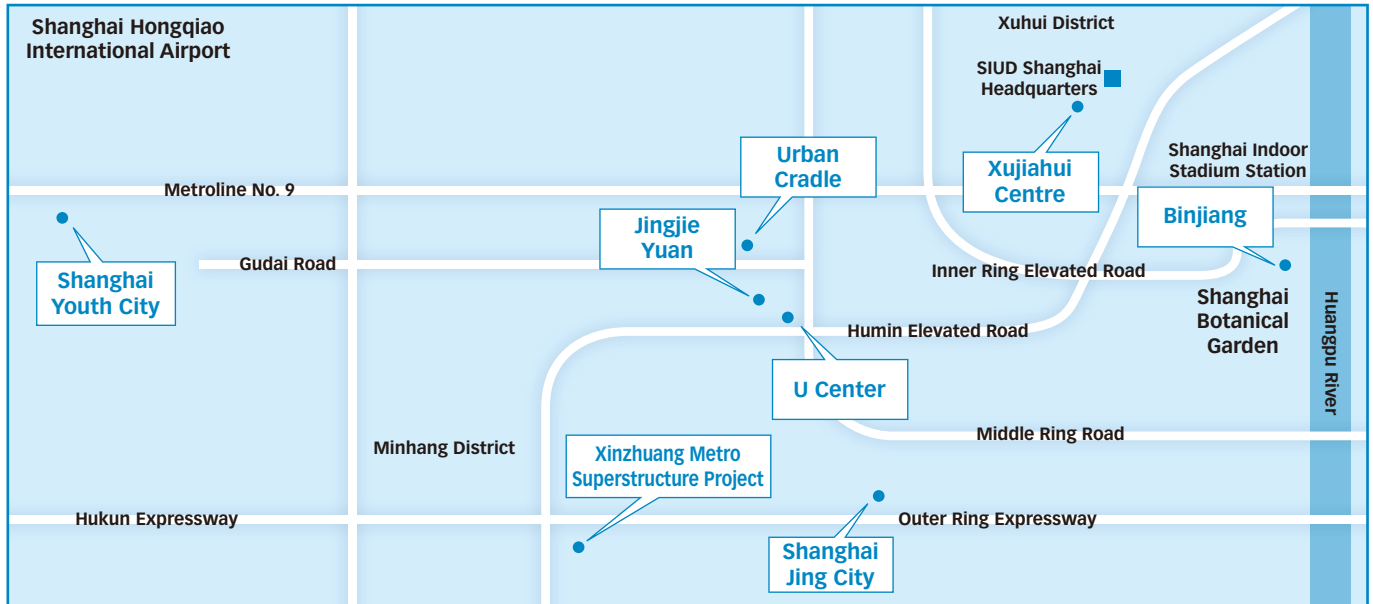 Shanghai Hongqiao
International Airport
Xuhui District
SIUD Shanghai
Headquarters
Urban
Cradle
Xujiahui
Centre
Shanghai Indoor
Stadium Station
Metroline No. 9
Binjiang
Jingjie
Yuan
Gudai Road
Inner Ring Elevated Road
Shanghai
Youth City
Shanghai
Botanical
Garden
Huangpu River
Humin Elevated Road
U Center
Minhang District
Middle Ring Road
Xinzhuang Metro
Superstructure Project
Hukun Expressway
Outer Ring Expressway
Shanghai
Jing City